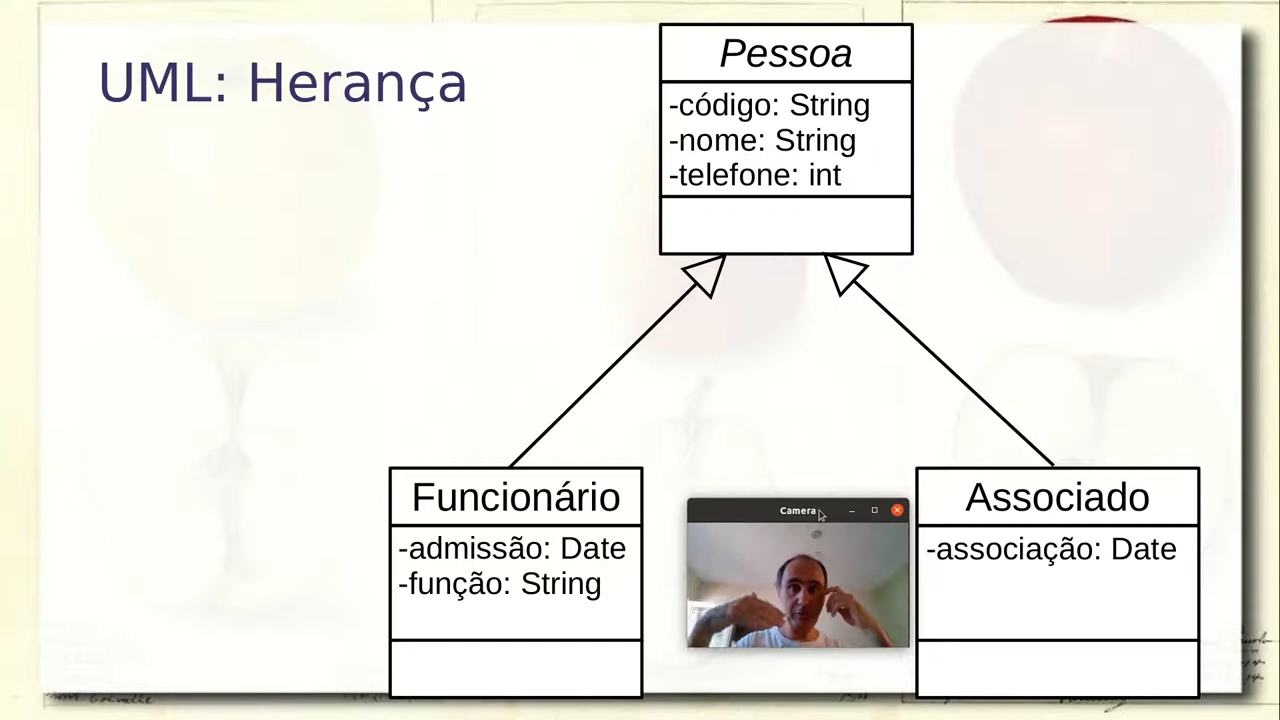 UML: Herança
Pessoa
-código: String
-nome: String
-telefone: int
Funcionário
-admissão: Date
-função: String
Camera
Associado
-associação: Date